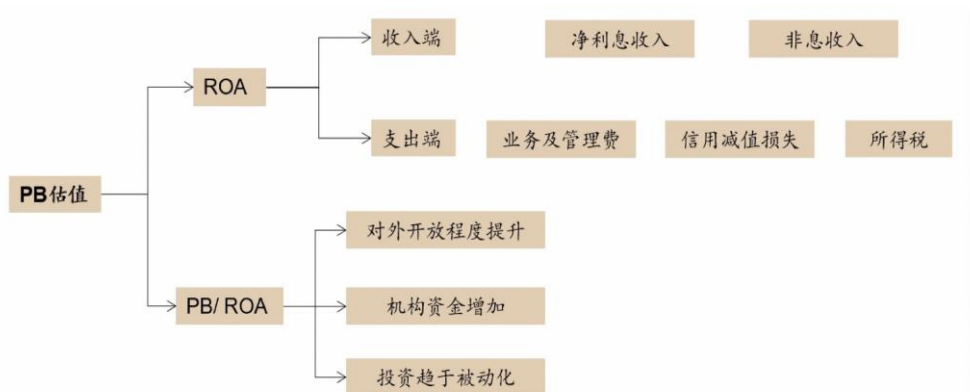 收入端
净利息收入
非息收入
ROA
支出端
业务及管理费
信用减值损失
所得税
PB估值
对外开放程度提升
PB/ ROA
机构资金增加
投资趋于被动化